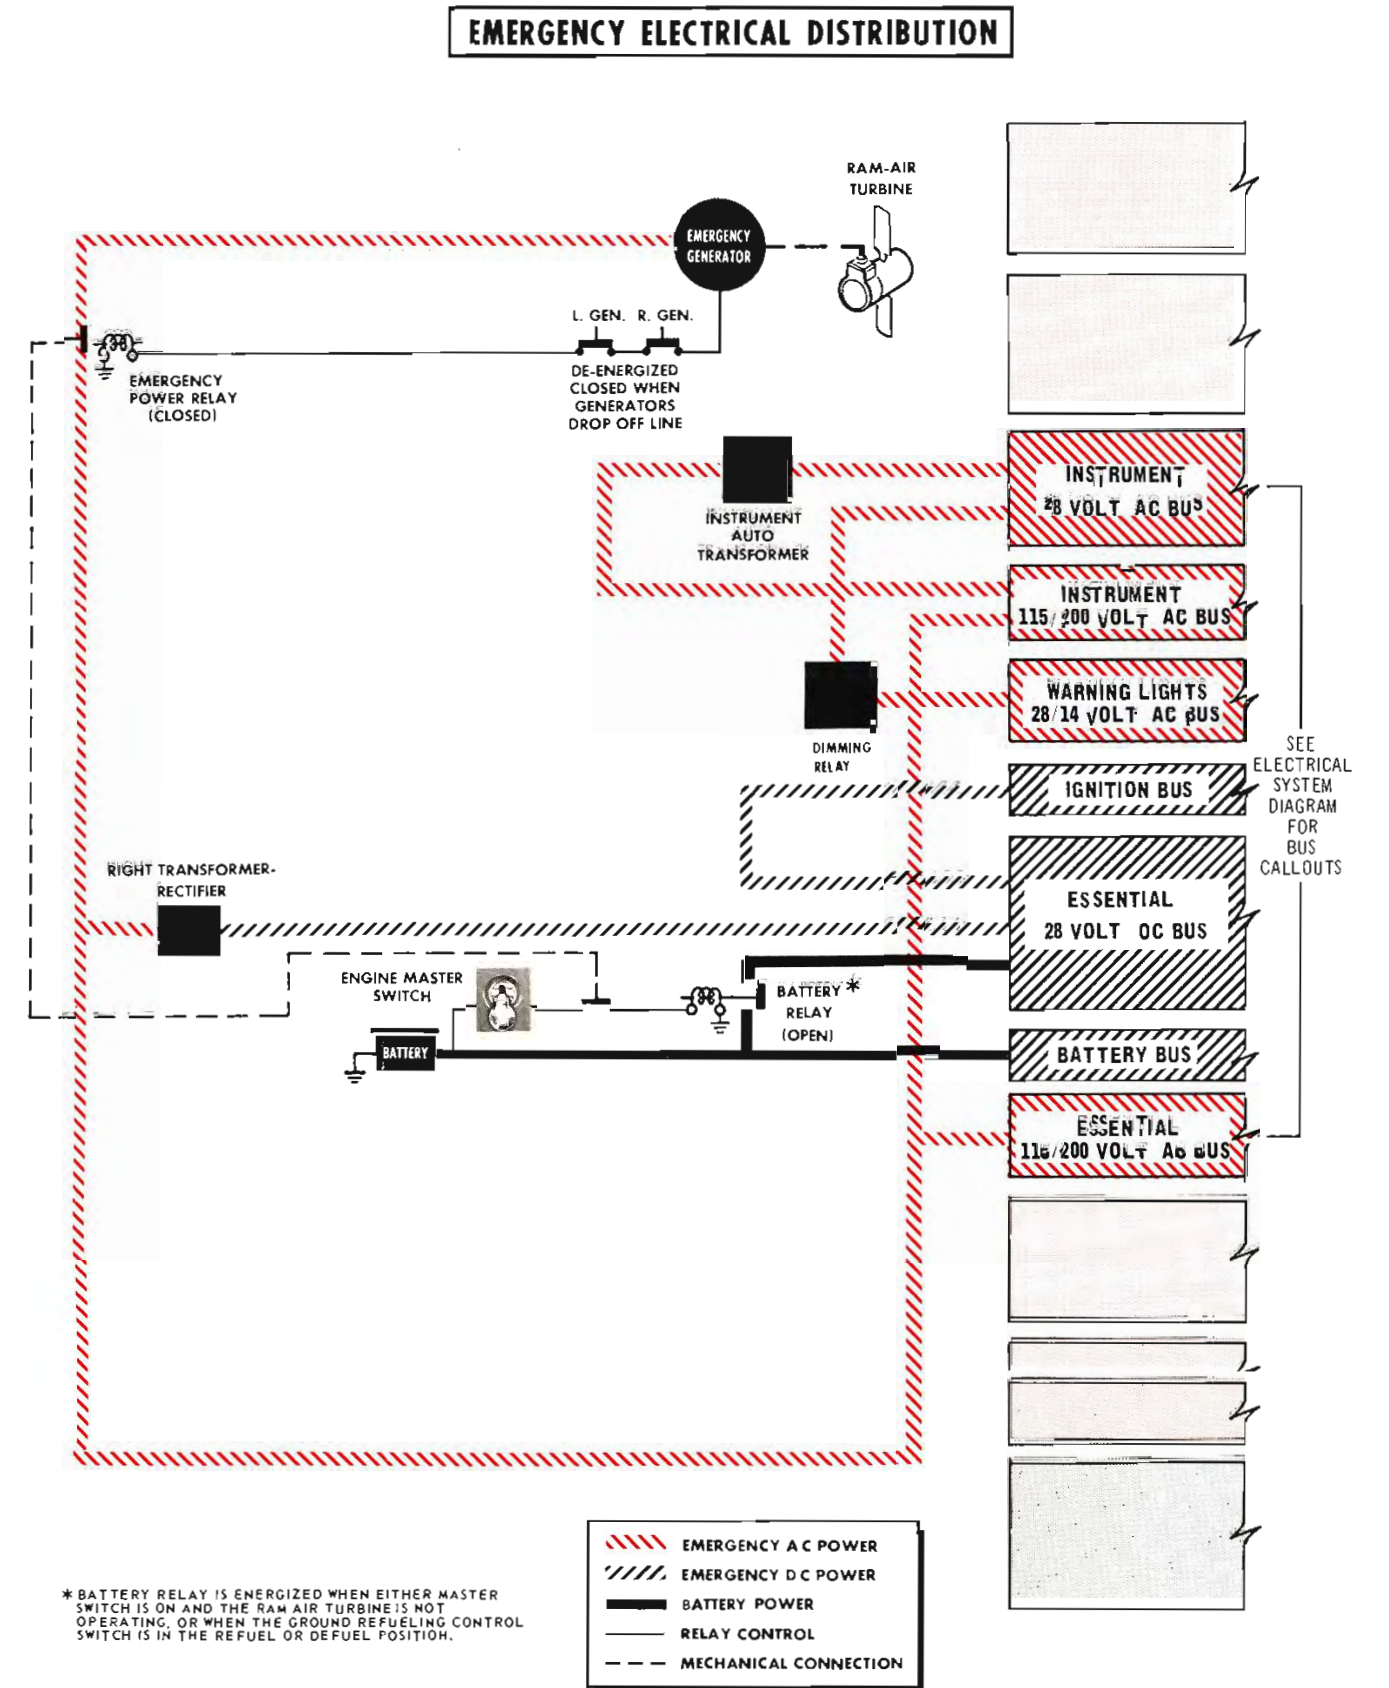 EMERGENCY ELECTRICAL DISTRIBUTION
RAM-AIR
TURBINE
EMERGENCY
GENERATOR
L. GEN. R. GEN.
DE-ENERGIZED
CLOSED WHEN
GENERATORS
DROP OFF LINE
EMERGENCY
POWER RELAY
(CLOSED)
INSTRUMENT
AUTO
TRANSFORMER
INSTRUMENT
28 VOLT AC BUS
INSTRUMENT
115/200 VOLT AC BUS
WARNING LIGHTS
28/14 VOLT AC BUS
DIMMING
RELAY
IGNITION BUS
SEE
ELECTRICAL
SYSTEM
DIAGRAM
FOR
BUS
CALLOUTS
RIGHT TRANSFORMER-
RECTIFIER
ESSENTIAL
28 VOLT OC BUS
ENGINE MASTER
SWITCH
BATTERY *
RELAY
(OPEN)
BATTERY
BATTERY BUS
ESSENTIAL
115/200 VOLT AB BUS
EMERGENCY AC POWER
EMERGENCY DC POWER
BATTERY POWER
RELAY CONTROL
MECHANICAL CONNECTION
* BATTERY RELAY IS ENERGIZED WHEN EITHER MASTER
SWITCH IS ON AND THE RAM AIR TURBINE IS NOT
OPERATING, OR WHEN THE GROUND REFUELING CONTROL
SWITCH IS IN THE REFUEL OR DEFUEL POSITIOH.